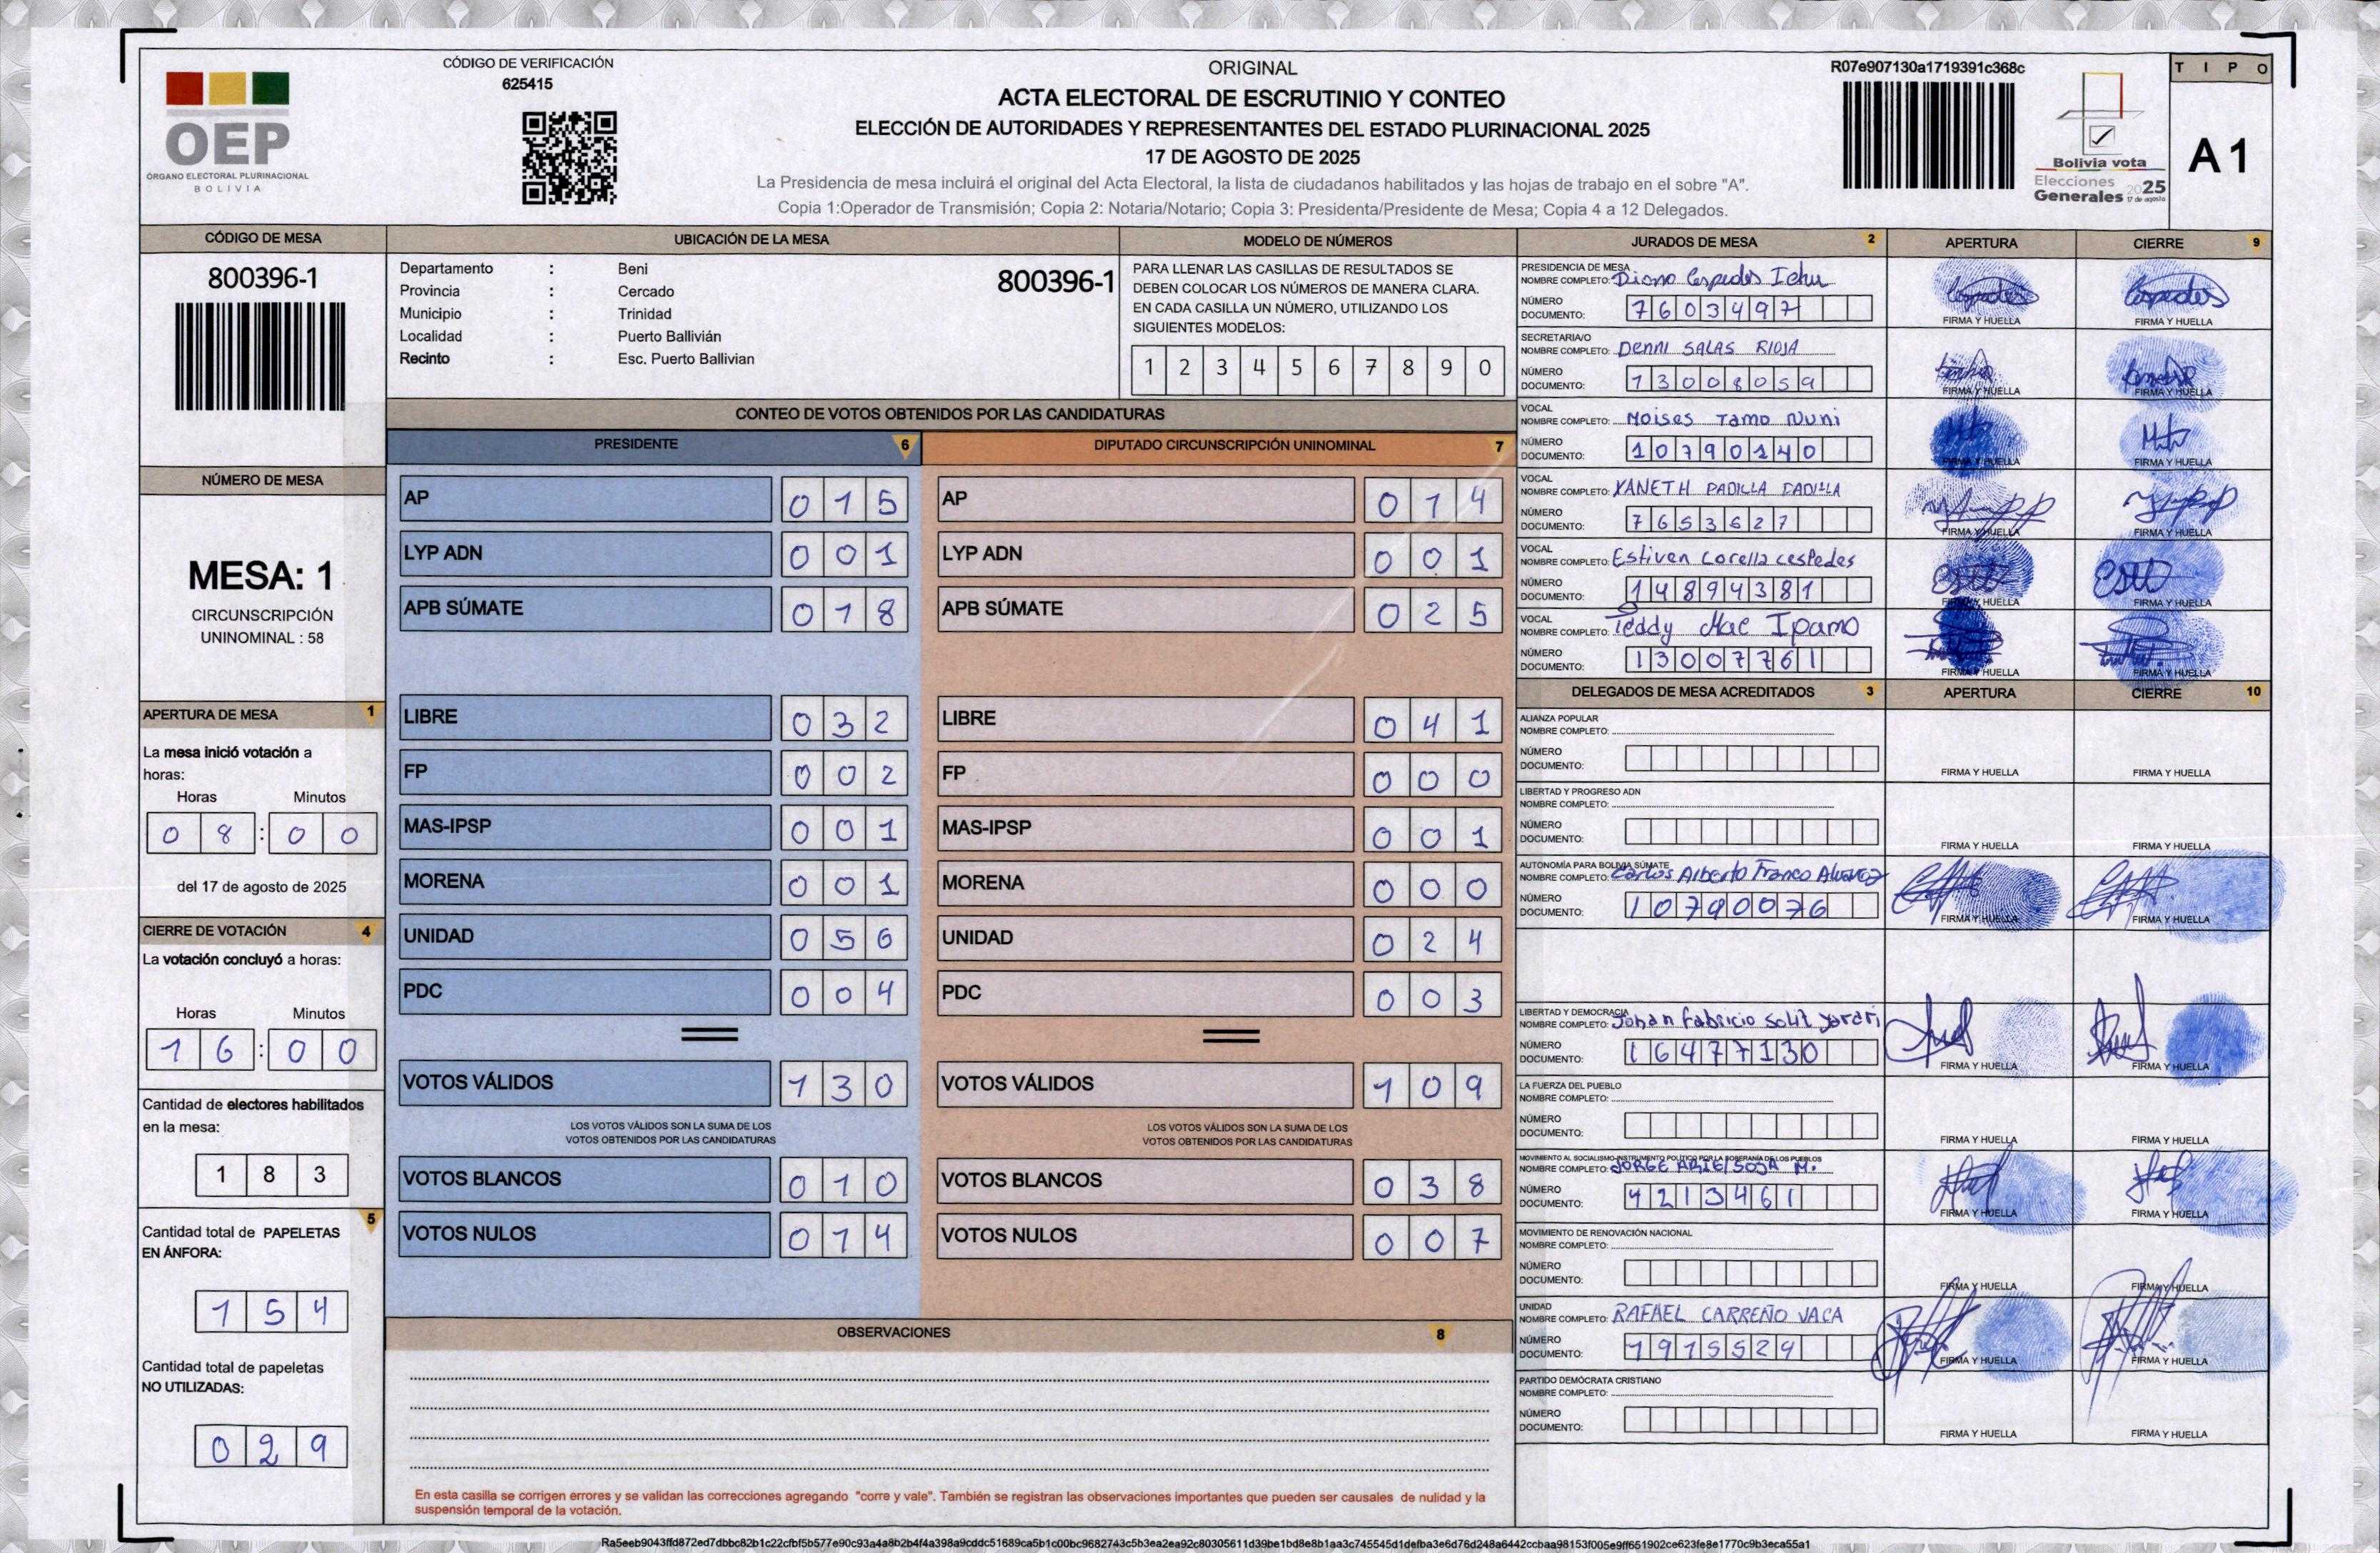 CÓDIGO DE VERIFICACIÓN
625415
OEP
ÓRGANO ELECTORAL PLURINACIONAL
BOLIVIA
ORIGINAL
ACTA ELECTORAL DE ESCRUTINIO Y CONTEO
ELECCIÓN DE AUTORIDADES Y REPRESENTANTES DEL ESTADO PLURINACIONAL 2025
17 DE AGOSTO DE 2025
La Presidencia de mesa incluirá el original del Acta Electoral, la lista de ciudadanos habilitados y las hojas de trabajo en el sobre "A".
Copia 1:Operador de Transmisión; Copia 2: Notaria/Notario; Copia 3: Presidenta/Presidente de Mesa; Copia 4 a 12 Delegados.
R07e907130a1719391c368c
Bolivia vota
Elecciones
Generales 2025
17 de agosto
TIPO
A1
CÓDIGO DE MESA
800396-1
NÚMERO DE MESA
MESA: 1
CIRCUNSCRIPCIÓN
UNINOMINAL : 58
APERTURA DE MESA 1
La mesa inició votación a
horas:
Horas Minutos
08:00
del 17 de agosto de 2025
CIERRE DE VOTACIÓN 4
La votación concluyó a horas:
Horas Minutos
16:00
Cantidad de electores habilitados
en la mesa:
183
5
Cantidad total de PAPELETAS
EN ÁNFORA:
154
Cantidad total de papeletas
NO UTILIZADAS:
029
UBICACIÓN DE LA MESA
Departamento : Beni
800396-1
Provincia : Cercado
Municipio : Trinidad
Localidad : Puerto Ballivián
Recinto : Esc. Puerto Ballivian
MODELO DE NÚMEROS
PARA LLENAR LAS CASILLAS DE RESULTADOS SE
DEBEN COLOCAR LOS NÚMEROS DE MANERA CLARA.
EN CADA CASILLA UN NÚMERO, UTILIZANDO LOS
SIGUIENTES MODELOS:
1 2 3 4 5 6 7 8 9 0
CONTEO DE VOTOS OBTENIDOS POR LAS CANDIDATURAS
PRESIDENTE 6
AP 015
LYP ADN 001
APB SÚMATE 018
LIBRE 032
FP 002
MAS-IPSP 001
MORENA 001
UNIDAD 056
PDC 004
=
VOTOS VÁLIDOS 130
LOS VOTOS VÁLIDOS SON LA SUMA DE LOS
VOTOS OBTENIDOS POR LAS CANDIDATURAS
VOTOS BLANCOS 010
VOTOS NULOS 014
DIPUTADO CIRCUNSCRIPCIÓN UNINOMINAL 7
AP 014
LYP ADN 001
APB SÚMATE 025
LIBRE 041
FP 000
MAS-IPSP 001
MORENA 000
UNIDAD 024
PDC 003
=
VOTOS VÁLIDOS 109
LOS VOTOS VÁLIDOS SON LA SUMA DE LOS
VOTOS OBTENIDOS POR LAS CANDIDATURAS
VOTOS BLANCOS 038
VOTOS NULOS 007
OBSERVACIONES 8
En esta casilla se corrigen errores y se validan las correcciones agregando "corre y vale". También se registran las observaciones importantes que pueden ser causales de nulidad y la
suspensión temporal de la votación.
JURADOS DE MESA 2 APERTURA CIERRE 9
PRESIDENCIA DE MESA
NOMBRE COMPLETO: Diana Cespedes Ichu
NÚMERO
DOCUMENTO: 7603497
FIRMA Y HUELLA FIRMA Y HUELLA
SECRETARIA/O
NOMBRE COMPLETO: Denni SALAS RIOJA
NÚMERO
DOCUMENTO: 13008059
FIRMA Y HUELLA FIRMA Y HUELLA
VOCAL
NOMBRE COMPLETO: Moises Tamo Nuni
NÚMERO
DOCUMENTO: 10790140
FIRMA Y HUELLA FIRMA Y HUELLA
VOCAL
NOMBRE COMPLETO: YANETH PADILLA PADILLA
NÚMERO
DOCUMENTO: 7653627
FIRMA Y HUELLA FIRMA Y HUELLA
VOCAL
NOMBRE COMPLETO: Estiven Corella cespedes
NÚMERO
DOCUMENTO: 14894381
FIRMA Y HUELLA FIRMA Y HUELLA
VOCAL
NOMBRE COMPLETO: Teddy Mae Ipamo
NÚMERO
DOCUMENTO: 13007761
FIRMA Y HUELLA FIRMA Y HUELLA
DELEGADOS DE MESA ACREDITADOS 3 APERTURA CIERRE 10
ALIANZA POPULAR
NOMBRE COMPLETO:
NÚMERO
DOCUMENTO:
FIRMA Y HUELLA FIRMA Y HUELLA
LIBERTAD Y PROGRESO ADN
NOMBRE COMPLETO:
NÚMERO
DOCUMENTO:
FIRMA Y HUELLA FIRMA Y HUELLA
AUTONOMÍA PARA BOLIVIA SÚMATE
NOMBRE COMPLETO: Carlos Alberto Franco Alvarez
NÚMERO
DOCUMENTO: 10790076
FIRMA Y HUELLA FIRMA Y HUELLA
LIBERTAD Y DEMOCRACIA
NOMBRE COMPLETO: Johan Fabricio Soliz
NÚMERO
DOCUMENTO: 16477130
FIRMA Y HUELLA FIRMA Y HUELLA
LA FUERZA DEL PUEBLO
NOMBRE COMPLETO:
NÚMERO
DOCUMENTO:
FIRMA Y HUELLA FIRMA Y HUELLA
MOVIMIENTO AL SOCIALISMO-INSTRUMENTO POLÍTICO POR LA SOBERANÍA DE LOS PUEBLOS
NOMBRE COMPLETO: JORGE ARIEL SOJA M.
NÚMERO
DOCUMENTO: 4213461
FIRMA Y HUELLA FIRMA Y HUELLA
MOVIMIENTO DE RENOVACIÓN NACIONAL
NOMBRE COMPLETO:
NÚMERO
DOCUMENTO:
FIRMA Y HUELLA FIRMA Y HUELLA
UNIDAD
NOMBRE COMPLETO: RAFAEL CARREÑO VACA
NÚMERO
DOCUMENTO: 1915529
FIRMA Y HUELLA FIRMA Y HUELLA
PARTIDO DEMÓCRATA CRISTIANO
NOMBRE COMPLETO:
NÚMERO
DOCUMENTO:
FIRMA Y HUELLA FIRMA Y HUELLA